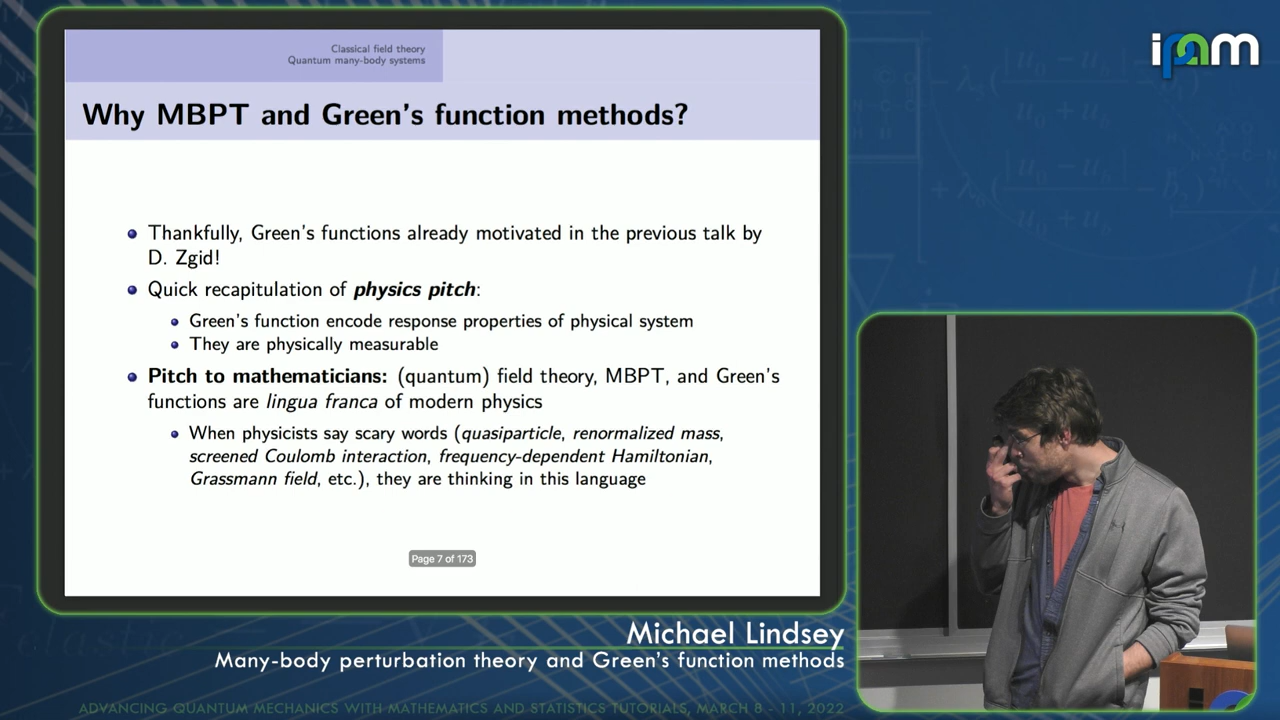 Classical field theory
Quantum many-body systems
Why MBPT and Green's function methods?
Thankfully, Green's functions already motivated in the previous talk by
D. Zgid!
Quick recapitulation of physics pitch:
Green's function encode response properties of physical system
They are physically measurable
Pitch to mathematicians: (quantum) field theory, MBPT, and Green's
functions are lingua franca of modern physics
When physicists say scary words (quasiparticle, renormalized mass,
screened Coulomb interaction, frequency-dependent Hamiltonian,
Grassmann field, etc.), they are thinking in this language
Page 7 of 173
ipam
Michael Lindsey
Many-body perturbation theory and Green's function methods
ADVANCING QUANTUM MECHANICS WITH MATHEMATICS AND STATISTICS TUTORIALS, MARCH 8 - 11, 2022